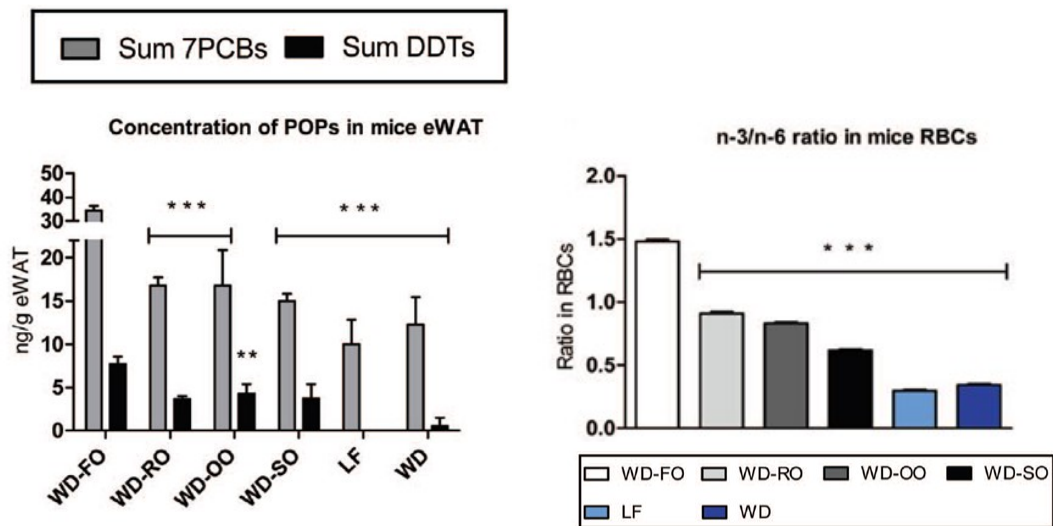 Sum 7PCBs Sum DDTs
Concentration of POPs in mice eWAT
50
40
30
20
15
10
5
0
ng/g eWAT
***
***
**
WD-FO WD-RO WD-OO WD-SO LF WD
n-3/n-6 ratio in mice RBCs
2.0
1.5
1.0
0.5
0.0
Ratio in RBCs
***
WD-FO WD-RO WD-OO WD-SO
LF WD